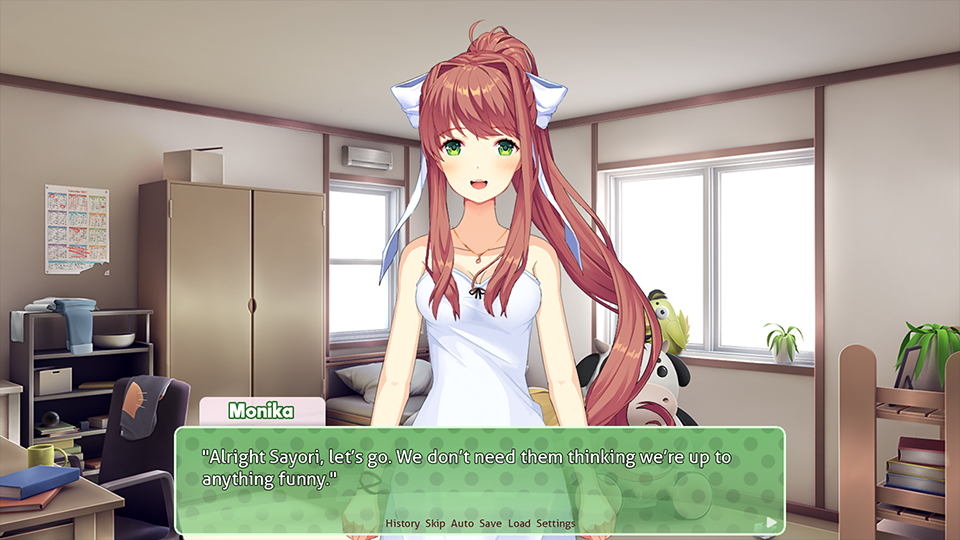 Monika
"Alright Sayori, let's go. We don't need them thinking we're up to
anything funny."
History Skip Auto Save Load Settings